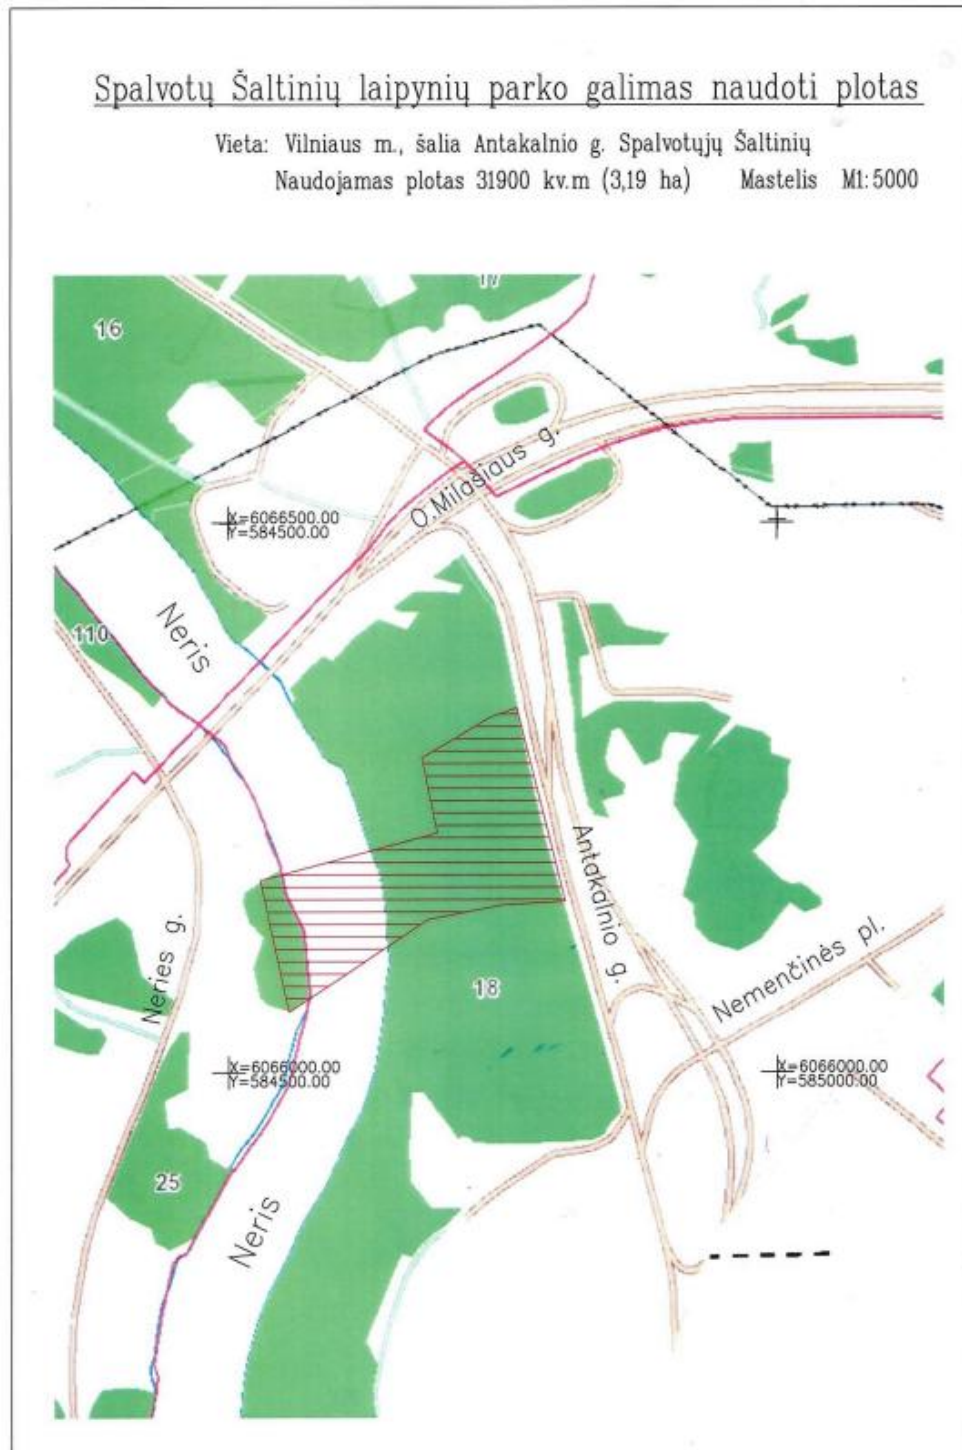 Spalvotų Šaltinių laipynių parko galimas naudoti plotas
Vieta: Vilniaus m., šalia Antakalnio g. Spalvotųjų Šaltinių
Naudojamas plotas 31900 kv.m (3,19 ha) Mastelis M1:5000
17
16
O.Milašiaus g.
X=6066500.00
Y=584500.00
110
Neris
Antakalnio g.
Neries g.
Nemenčinės pl.
18
X=6066000.00
Y=584500.00
X=6066000.00
Y=585000.00
25
Neris